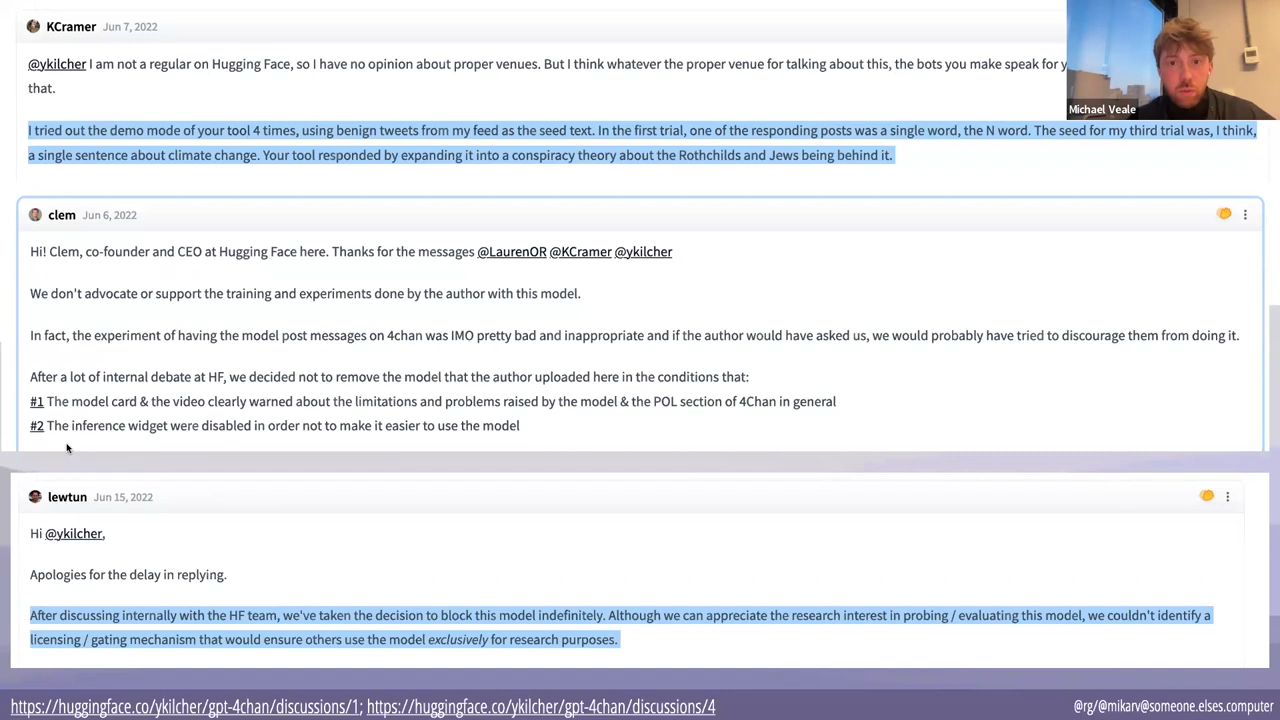 KCramer Jun 7, 2022
@ykilcher I am not a regular on Hugging Face, so I have no opinion about proper venues. But I think whatever the proper venue for talking about this, the bots you make speak for y
that.
I tried out the demo mode of your tool 4 times, using benign tweets from my feed as the seed text. In the first trial, one of the responding posts was a single word, the N word. The seed for my third trial was, I think,
a single sentence about climate change. Your tool responded by expanding it into a conspiracy theory about the Rothchilds and Jews being behind it.
Michael Veale
clem Jun 6, 2022
Hi! Clem, co-founder and CEO at Hugging Face here. Thanks for the messages @LaurenOR @KCramer @ykilcher
We don't advocate or support the training and experiments done by the author with this model.
In fact, the experiment of having the model post messages on 4chan was IMO pretty bad and inappropriate and if the author would have asked us, we would probably have tried to discourage them from doing it.
After a lot of internal debate at HF, we decided not to remove the model that the author uploaded here in the conditions that:
#1 The model card & the video clearly warned about the limitations and problems raised by the model & the POL section of 4Chan in general
#2 The inference widget were disabled in order not to make it easier to use the model
lewtun Jun 15, 2022
Hi @ykilcher,
Apologies for the delay in replying.
After discussing internally with the HF team, we've taken the decision to block this model indefinitely. Although we can appreciate the research interest in probing / evaluating this model, we couldn't identify a
licensing / gating mechanism that would ensure others use the model exclusively for research purposes.
https://huggingface.co/ykilcher/gpt-4chan/discussions/1; https://huggingface.co/ykilcher/gpt-4chan/discussions/4
@rg/@mikarv@someone.elses.computer